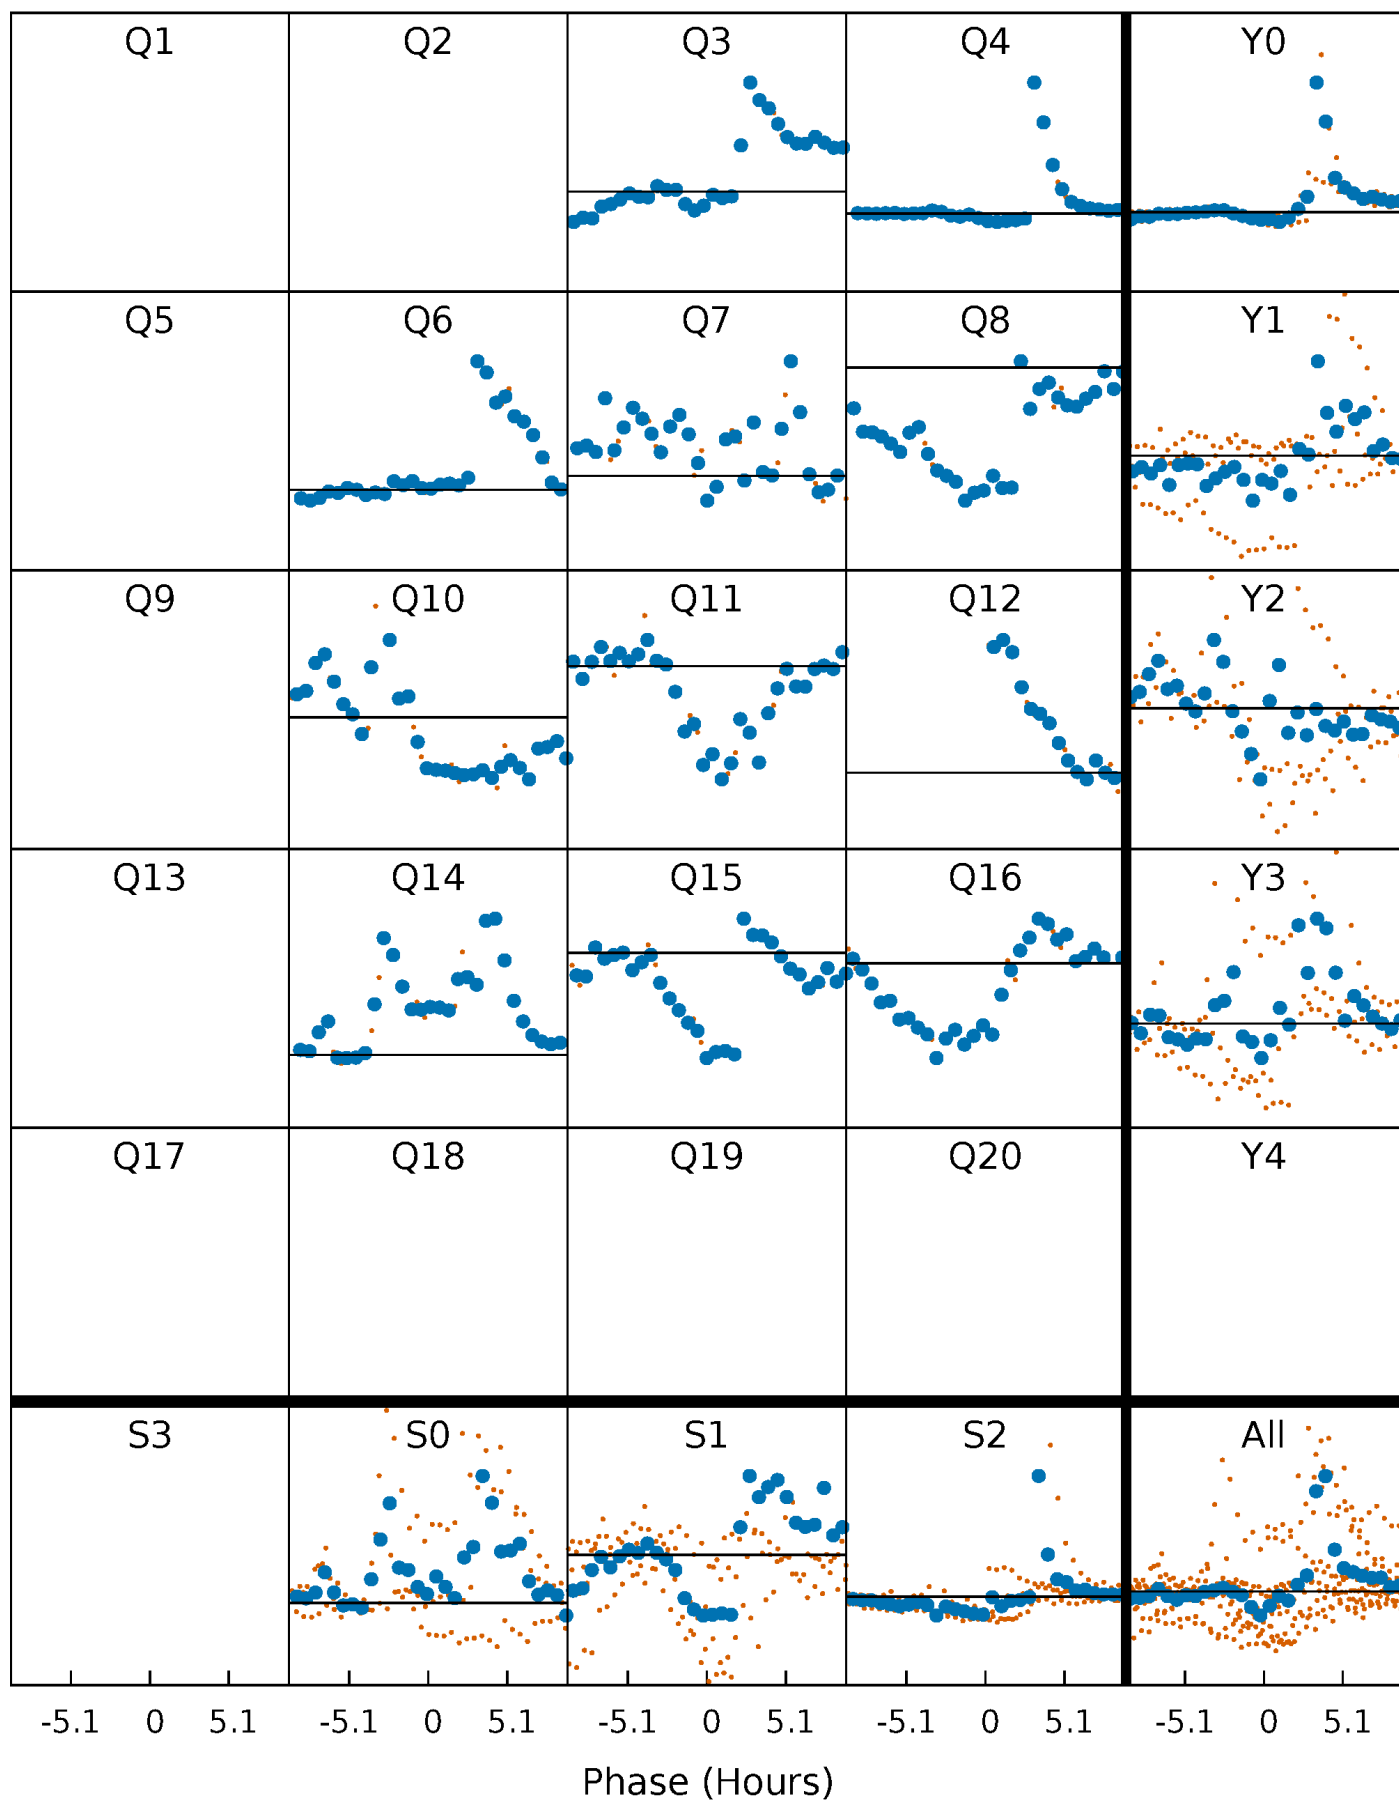 Q1 Q2 Q3 Q4 Y0
Q5 Q6 Q7 Q8 Y1
Q9 Q10 Q11 Q12 Y2
Q13 Q14 Q15 Q16 Y3
Q17 Q18 Q19 Q20 Y4
S3 S0 S1 S2 All
-5.1 0 5.1 -5.1 0 5.1 -5.1 0 5.1 -5.1 0 5.1 -5.1 0 5.1
Phase (Hours)